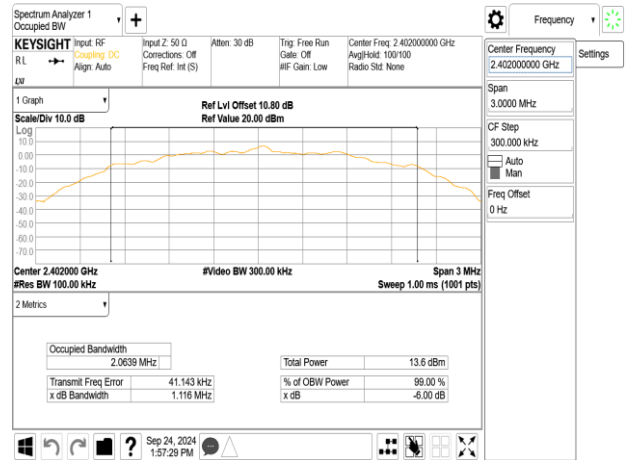 Spectrum Analyzer 1
Occupied BW
Frequency
KEYSIGHT
R L
LXI
Input: RF
Coupling: DC
Align: Auto
Input Z: 50 Ω
Corrections: Off
Freq Ref: Int (S)
Atten: 30 dB
Trig: Free Run
Gate: Off
#IF Gain: Low
Center Freq: 2.402000000 GHz
Avg|Hold: 100/100
Radio Std: None
Center Frequency
2.402000000 GHz
Settings
Span
3.0000 MHz
CF Step
300.000 kHz
Auto
Man
Freq Offset
0 Hz
1 Graph
Scale/Div 10.0 dB
Ref Lvl Offset 10.80 dB
Ref Value 20.00 dBm
Log
10.0
0.00
-10.0
-20.0
-30.0
-40.0
-50.0
-60.0
-70.0
Center 2.402000 GHz
#Res BW 100.00 kHz
#Video BW 300.00 kHz
Span 3 MHz
Sweep 1.00 ms (1001 pts)
2 Metrics
Occupied Bandwidth
2.0639 MHz
Transmit Freq Error 41.143 kHz
x dB Bandwidth 1.116 MHz
Total Power 13.6 dBm
% of OBW Power 99.00 %
x dB -6.00 dB
?
Sep 24, 2024
1:57:29 PM